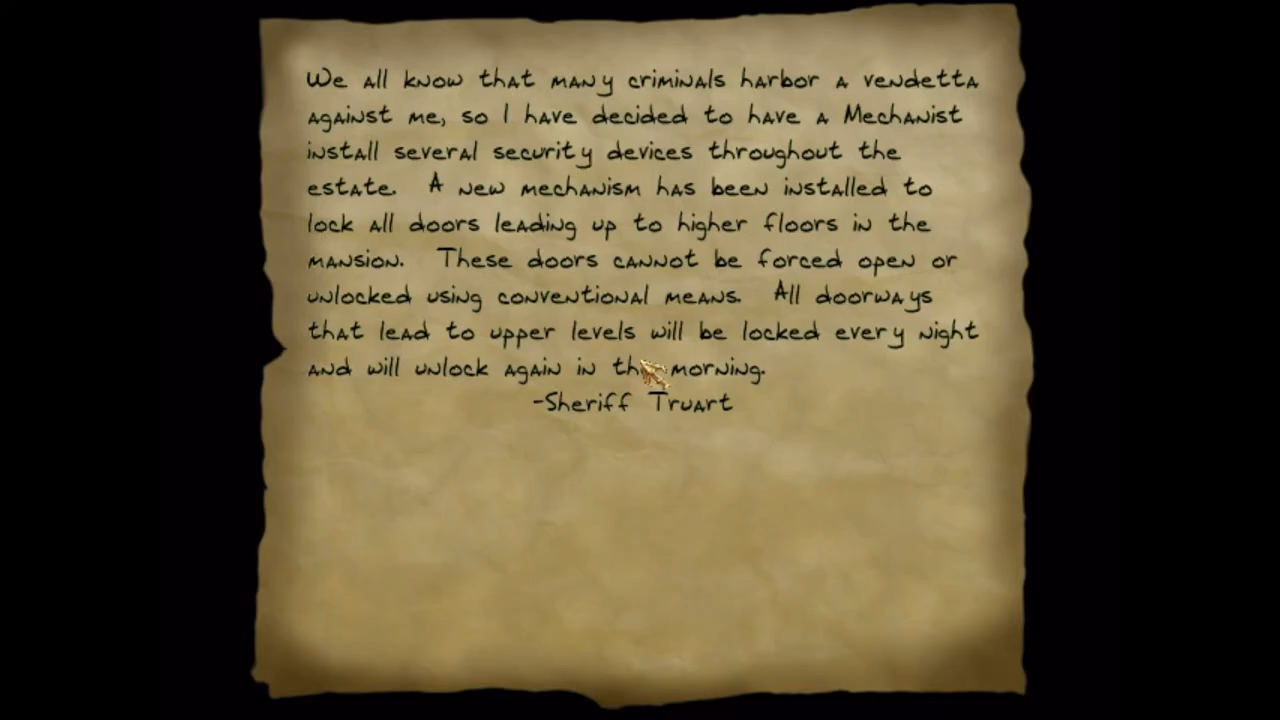 We all know that many criminals harbor a vendetta
against me, so I have decided to have a Mechanist
install several security devices throughout the
estate. A new mechanism has been installed to
lock all doors leading up to higher floors in the
mansion. These doors cannot be forced open or
unlocked using conventional means. All doorways
that lead to upper levels will be locked every night
and will unlock again in the morning.
-Sheriff Truart